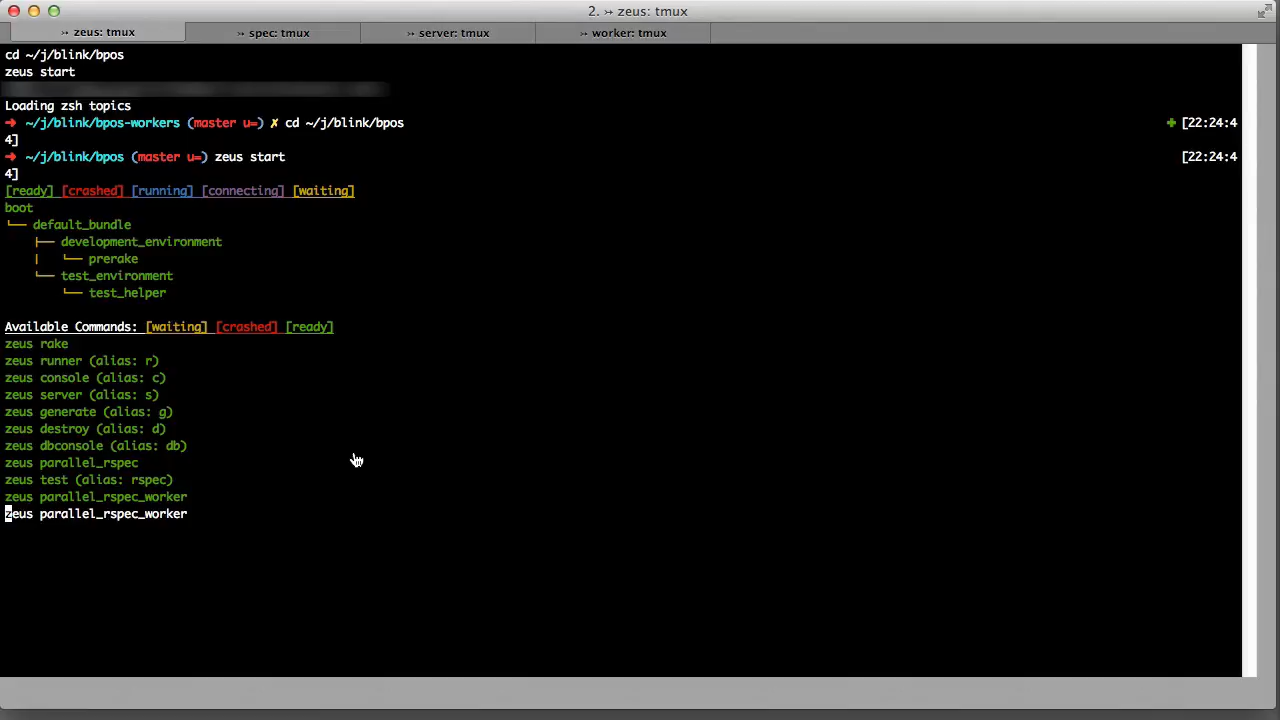 2. ↣ zeus: tmux
↣ zeus: tmux
↣ spec: tmux
↣ server: tmux
↣ worker: tmux
cd ~/j/blink/bpos
zeus start
Loading zsh topics
➜ ~/j/blink/bpos-workers (master u=) ✗ cd ~/j/blink/bpos ✚ [22:24:4
4]
➜ ~/j/blink/bpos (master u=) zeus start [22:24:4
4]
[ready] [crashed] [running] [connecting] [waiting]
boot
└── default_bundle
├── development_environment
│ └── prerake
└── test_environment
└── test_helper
Available Commands: [waiting] [crashed] [ready]
zeus rake
zeus runner (alias: r)
zeus console (alias: c)
zeus server (alias: s)
zeus generate (alias: g)
zeus destroy (alias: d)
zeus dbconsole (alias: db)
zeus parallel_rspec
zeus test (alias: rspec)
zeus parallel_rspec_worker
zeus parallel_rspec_worker